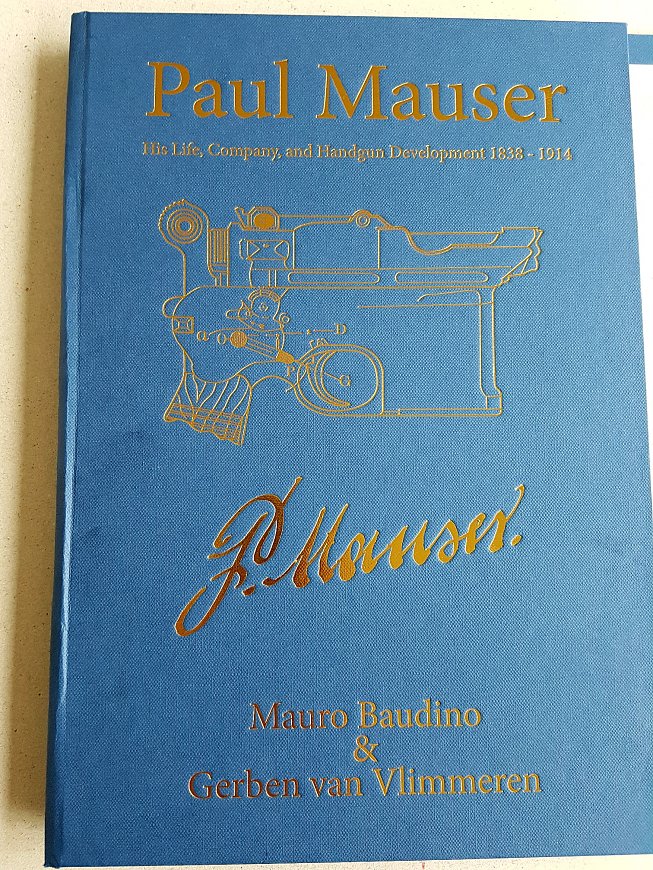 Paul Mauser
His Life, Company, and Handgun Development 1838 - 1914
a
D
P
G
P. Mauser.
Mauro Baudino
&
Gerben van Vlimmeren